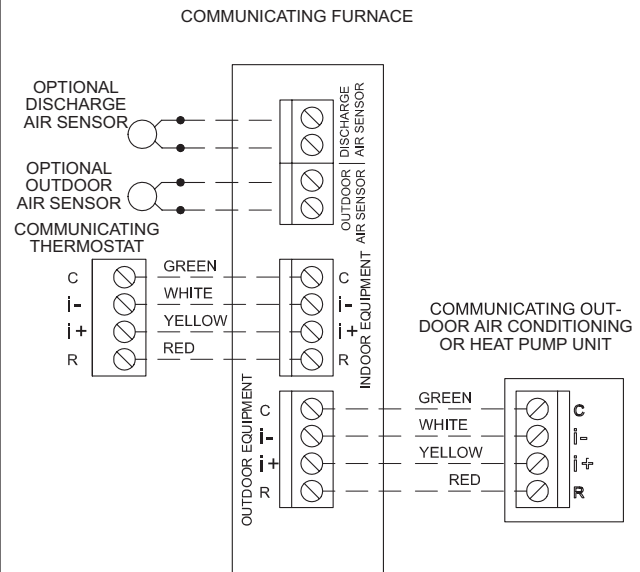 COMMUNICATING FURNACE
OPTIONAL
DISCHARGE
AIR SENSOR
DISCHARGE
AIR SENSOR
OPTIONAL
OUTDOOR
AIR SENSOR
OUTDOOR
AIR SENSOR
COMMUNICATING
THERMOSTAT
C GREEN C
i- WHITE i-
i+ YELLOW i+
R RED R
INDOOR EQUIPMENT
COMMUNICATING OUT-
DOOR AIR CONDITIONING
OR HEAT PUMP UNIT
OUTDOOR EQUIPMENT
C GREEN C
i- WHITE i-
i+ YELLOW i+
R RED R